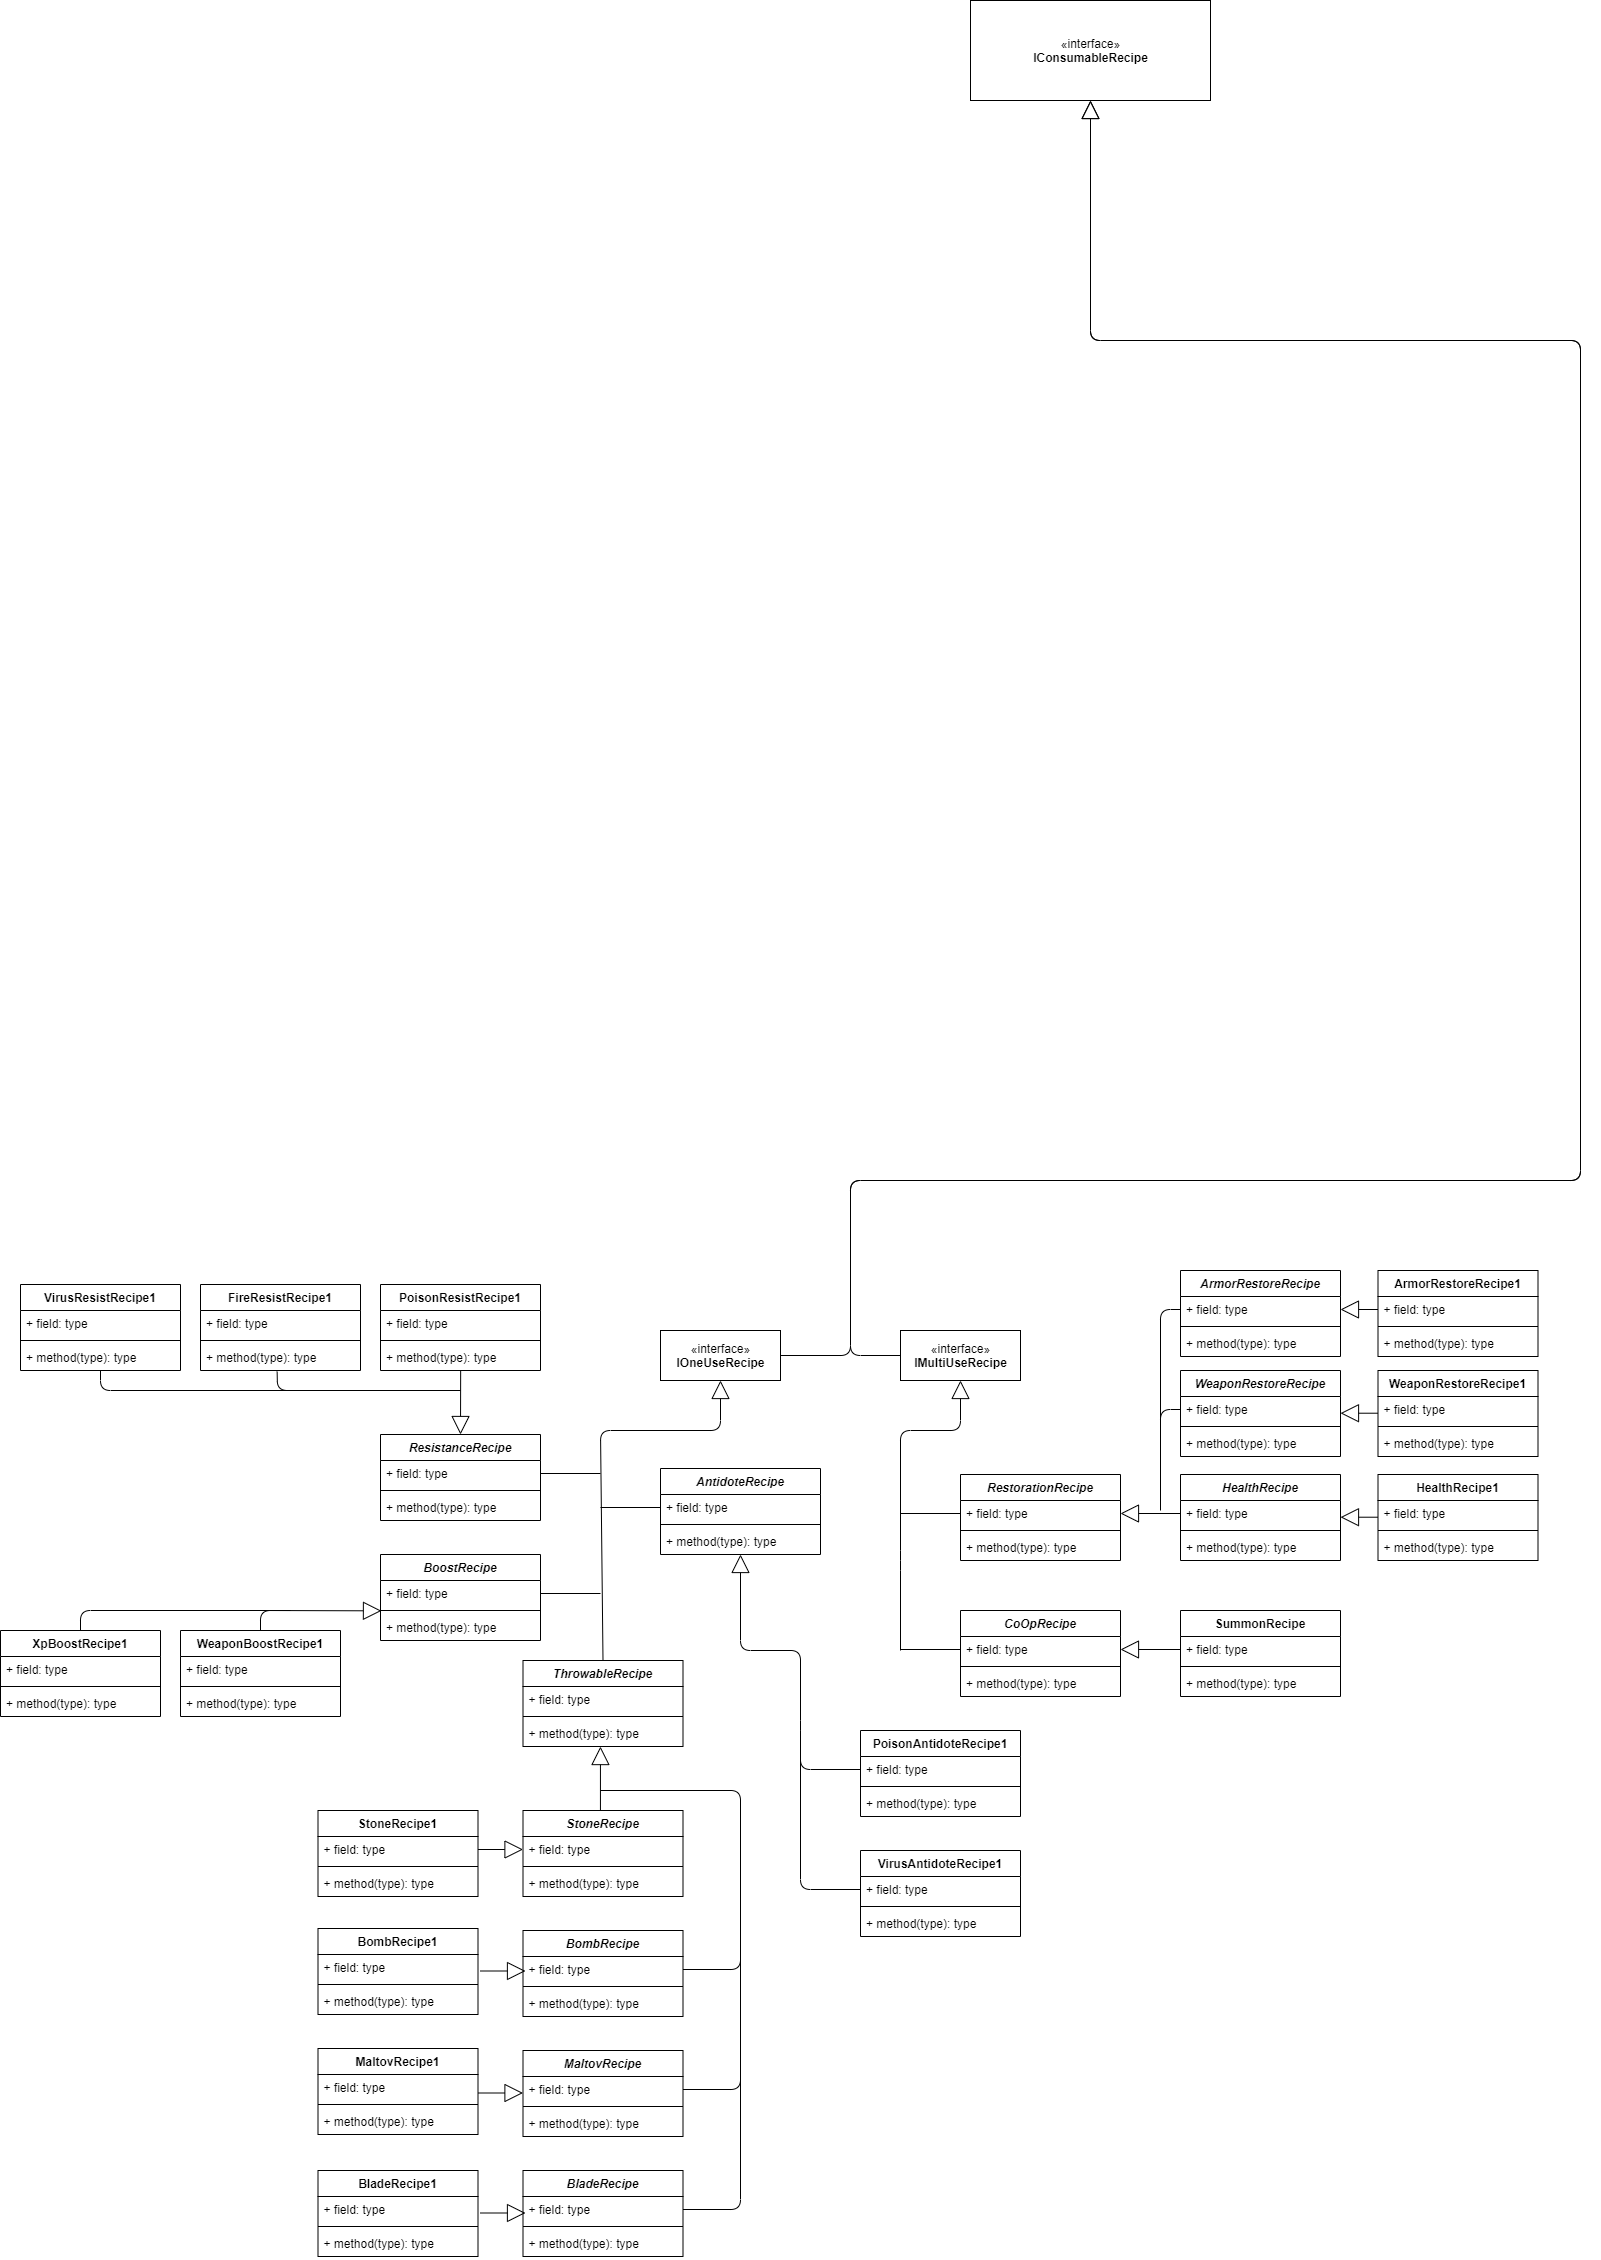 «interface»
IConsumableRecipe
VirusResistRecipe1
+ field: type
+ method(type): type
FireResistRecipe1
+ field: type
+ method(type): type
PoisonResistRecipe1
+ field: type
+ method(type): type
«interface»
IOneUseRecipe
«interface»
IMultiUseRecipe
ArmorRestoreRecipe
+ field: type
+ method(type): type
ArmorRestoreRecipe1
+ field: type
+ method(type): type
WeaponRestoreRecipe
+ field: type
+ method(type): type
WeaponRestoreRecipe1
+ field: type
+ method(type): type
ResistanceRecipe
+ field: type
+ method(type): type
AntidoteRecipe
+ field: type
+ method(type): type
RestorationRecipe
+ field: type
+ method(type): type
HealthRecipe
+ field: type
+ method(type): type
HealthRecipe1
+ field: type
+ method(type): type
BoostRecipe
+ field: type
+ method(type): type
XpBoostRecipe1
+ field: type
+ method(type): type
WeaponBoostRecipe1
+ field: type
+ method(type): type
CoOpRecipe
+ field: type
+ method(type): type
SummonRecipe
+ field: type
+ method(type): type
ThrowableRecipe
+ field: type
+ method(type): type
PoisonAntidoteRecipe1
+ field: type
+ method(type): type
StoneRecipe1
+ field: type
+ method(type): type
StoneRecipe
+ field: type
+ method(type): type
VirusAntidoteRecipe1
+ field: type
+ method(type): type
BombRecipe1
+ field: type
+ method(type): type
BombRecipe
+ field: type
+ method(type): type
MaltovRecipe1
+ field: type
+ method(type): type
MaltovRecipe
+ field: type
+ method(type): type
BladeRecipe1
+ field: type
+ method(type): type
BladeRecipe
+ field: type
+ method(type): type